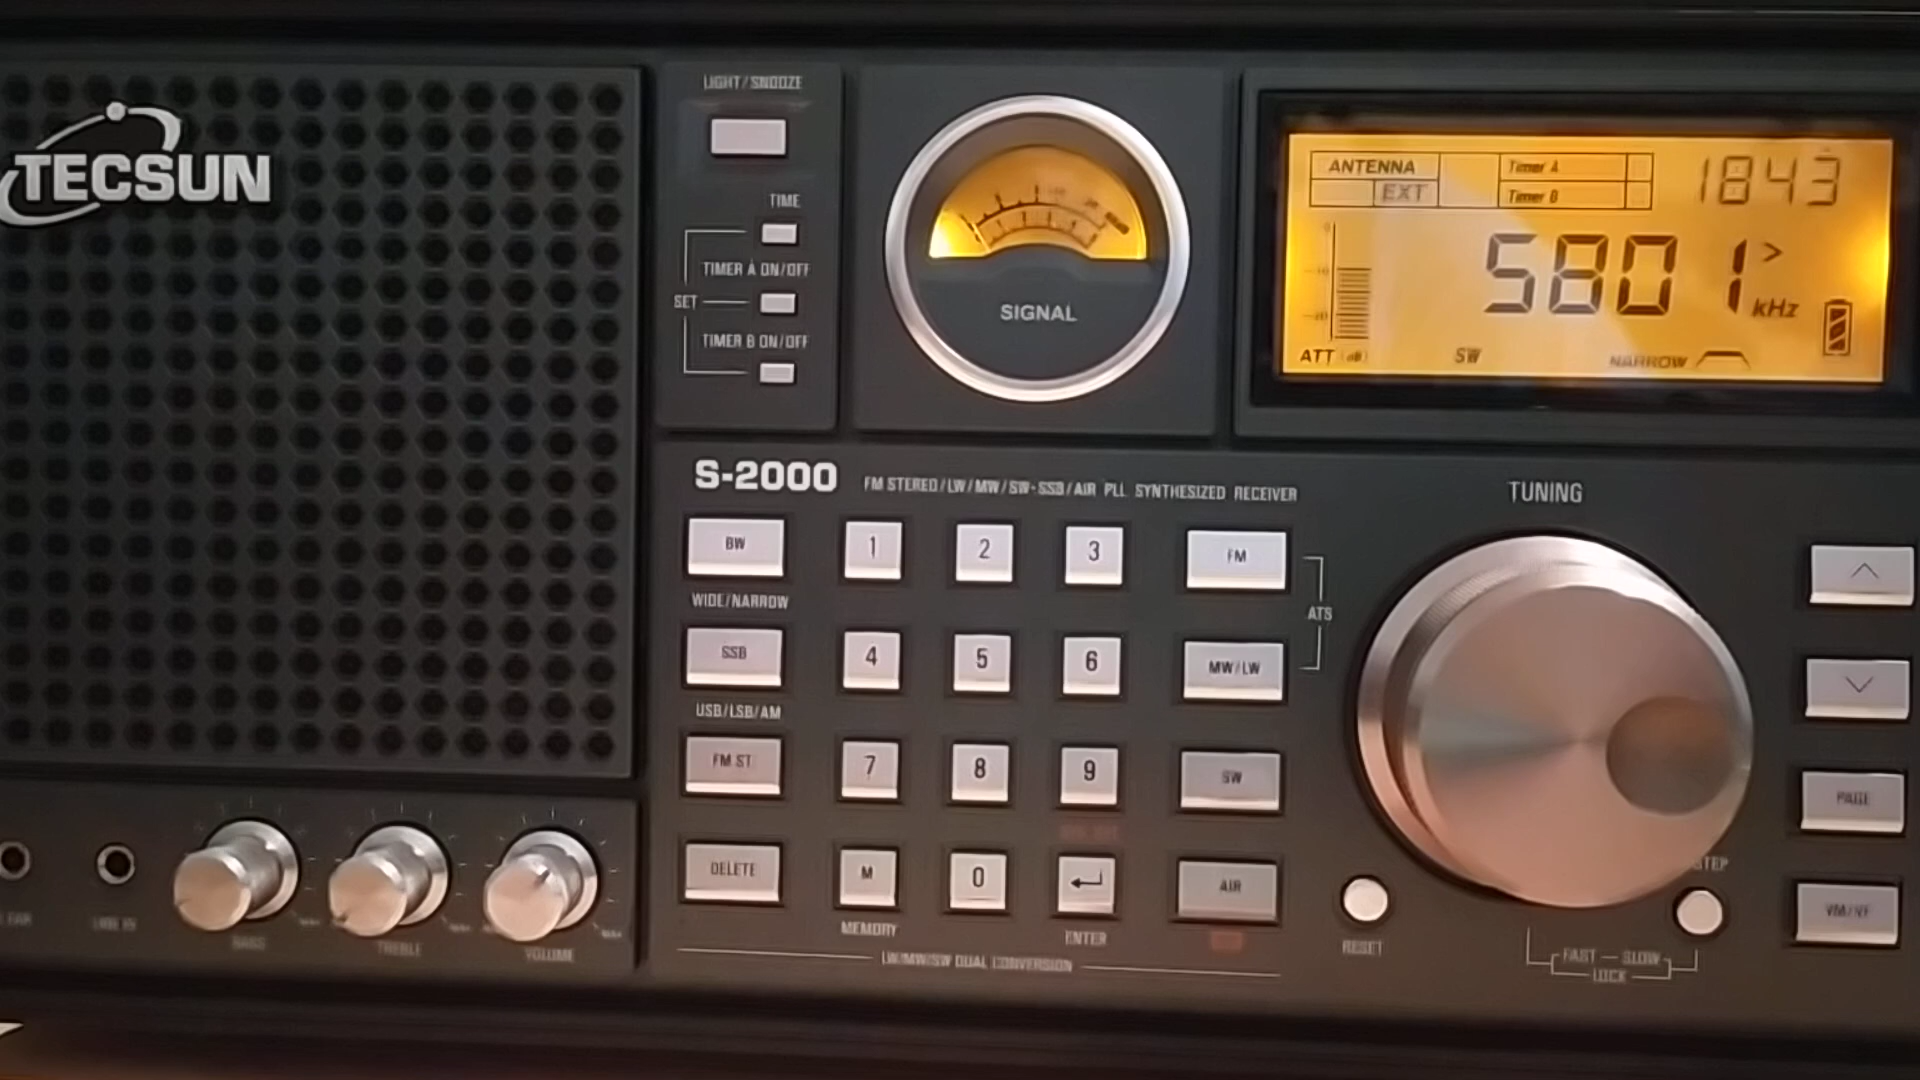 TECSUN
LIGHT/SNOOZE
TIME
TIMER A ON/OFF
SET
TIMER B ON/OFF
SIGNAL
ANTENNA
EXT
Timer A
Timer B
1843
5801 >
kHz
ATT (dB)
SW
NARROW
S-2000 FM STEREO/LW/MW/SW-SSB/AIR PLL SYNTHESIZED RECEIVER
TUNING
BW
1
2
3
FM
WIDE/NARROW
ATS
SSB
4
5
6
MW/LW
USB/LSB/AM
FM ST
7
8
9
SW
PAGE
DELETE
M
0
AIR
STEP
VM/VF
MEMORY
ENTER
RESET
BASS
TREBLE
VOLUME
LINE IN
FAST — SLOW
LOCK
LW/MW/SW DUAL CONVERSION